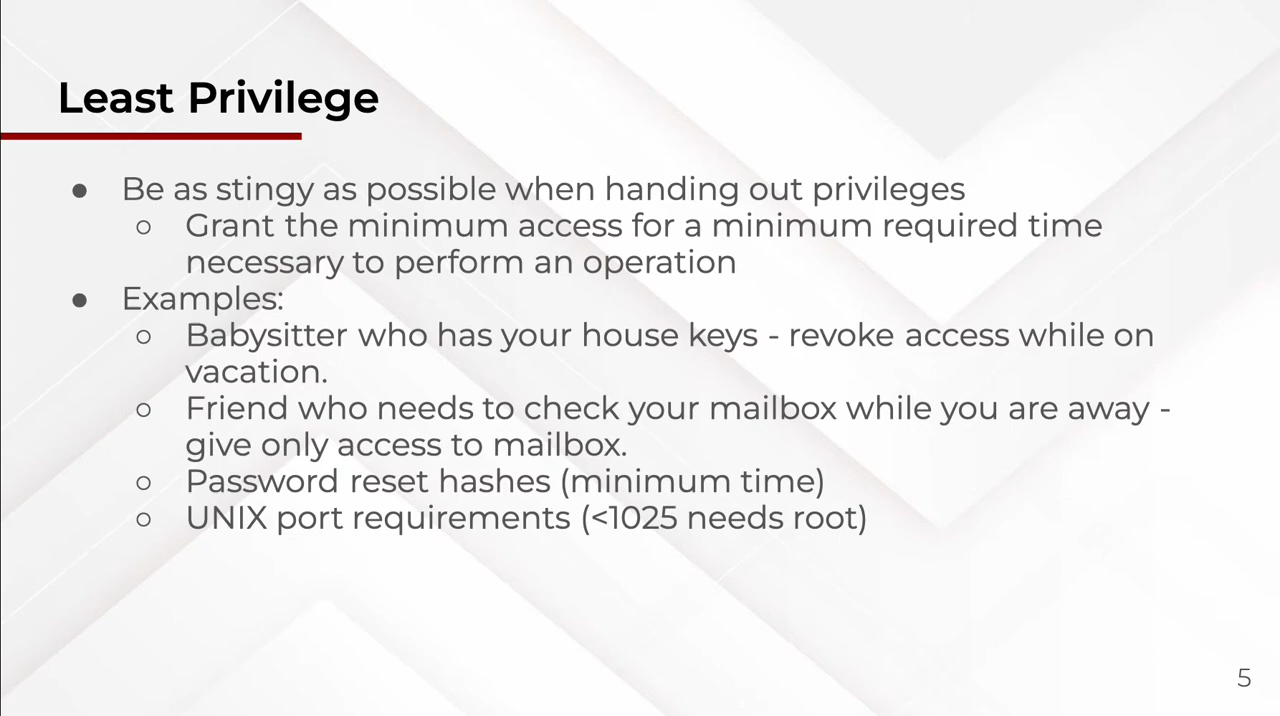 Least Privilege
● Be as stingy as possible when handing out privileges
○ Grant the minimum access for a minimum required time
necessary to perform an operation
● Examples:
○ Babysitter who has your house keys - revoke access while on
vacation.
○ Friend who needs to check your mailbox while you are away -
give only access to mailbox.
○ Password reset hashes (minimum time)
○ UNIX port requirements (<1025 needs root)
5